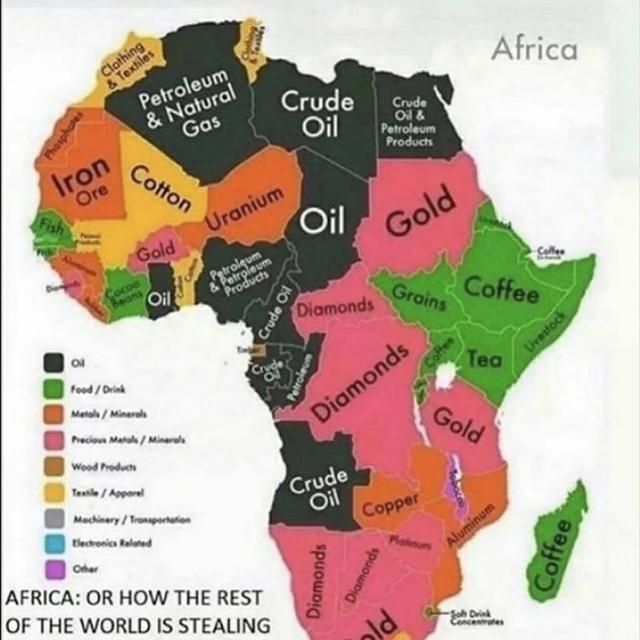 Africa
Clothing
& Textiles
Clothing
& Textiles
Petroleum
& Natural
Gas
Crude
Oil
Crude
Oil &
Petroleum
Products
Phosphates
Iron
Ore
Cotton
Uranium
Oil
Gold
Livestock
Fish
Fish
Aluminum
Diamonds
Gold
Cocoa
Beans
Oil
Cotton
Petroleum
& Petroleum
Products
Crude Oil
Diamonds
Grains
Coffee
Coffee
Livestock
Timber
Crude
Oil
Petroleum
Diamonds
Coffee
Tea
Gold
Crude
Oil
Copper
Tobacco
Aluminum
Platinum
Diamonds
Diamonds
Coffee
old
Soft Drink
Concentrates
Oil
Food / Drink
Metals / Minerals
Precious Metals / Minerals
Wood Products
Textile / Apparel
Machinery / Transportation
Electronics Related
Other
AFRICA: OR HOW THE REST
OF THE WORLD IS STEALING